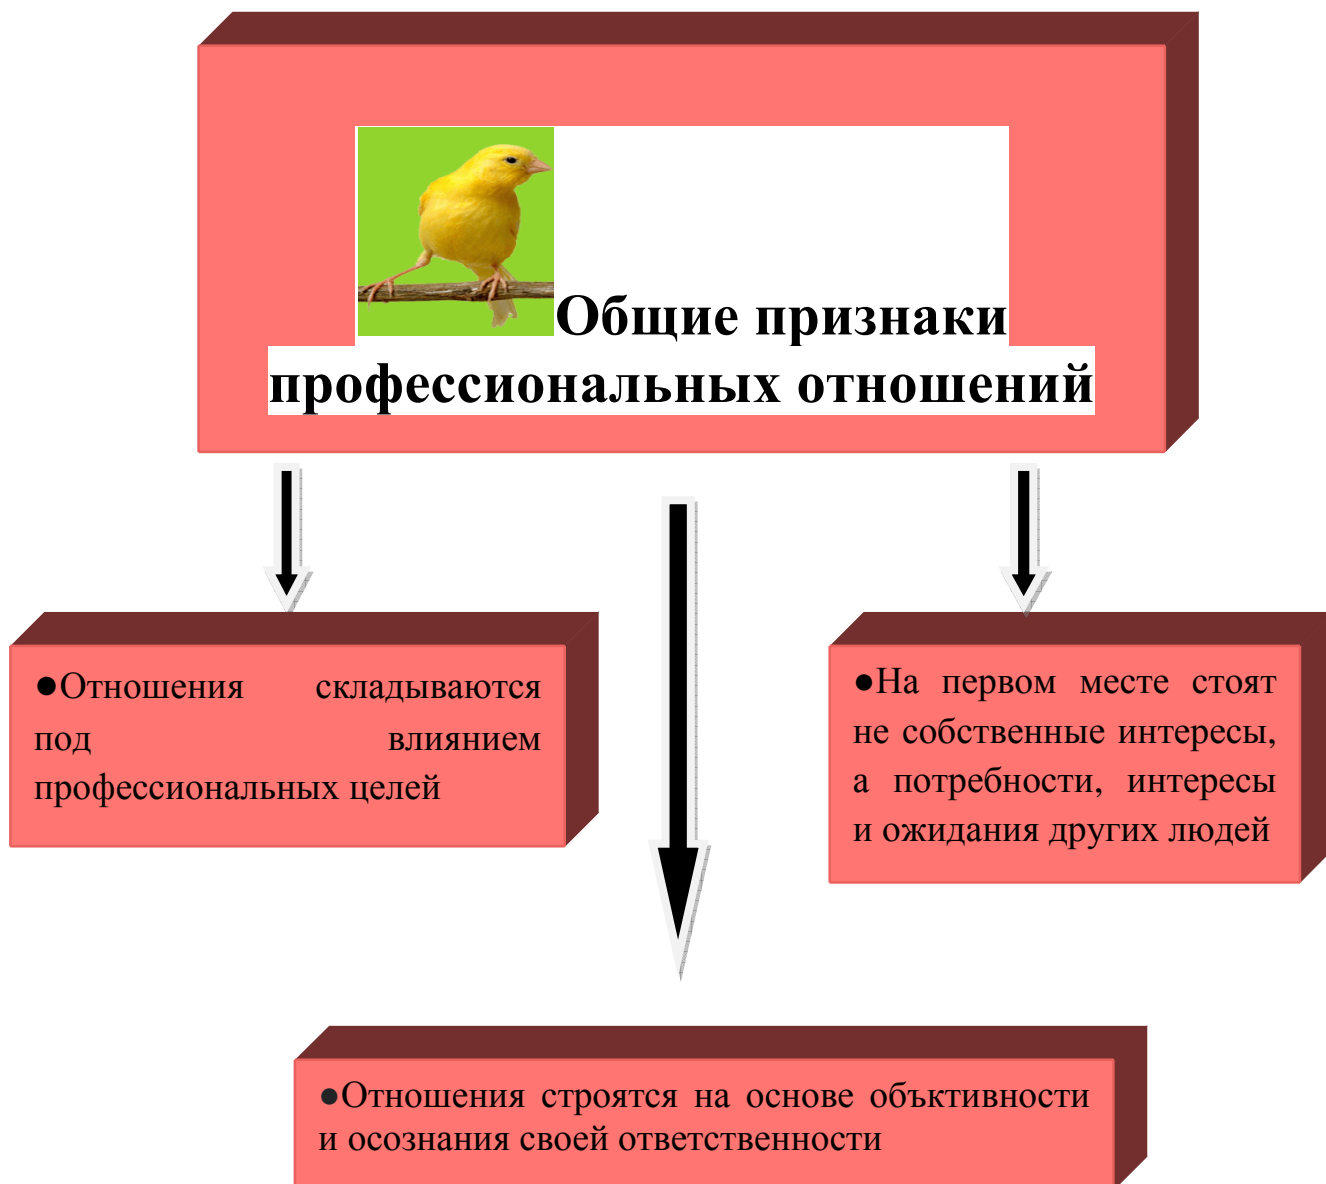 Общие признаки
профессиональных отношений
●Отношения складываются
под влиянием
профессиональных целей
●На первом месте стоят
не собственные интересы,
а потребности, интересы
и ожидания других людей
●Отношения строятся на основе объктивности
и осознания своей ответственности